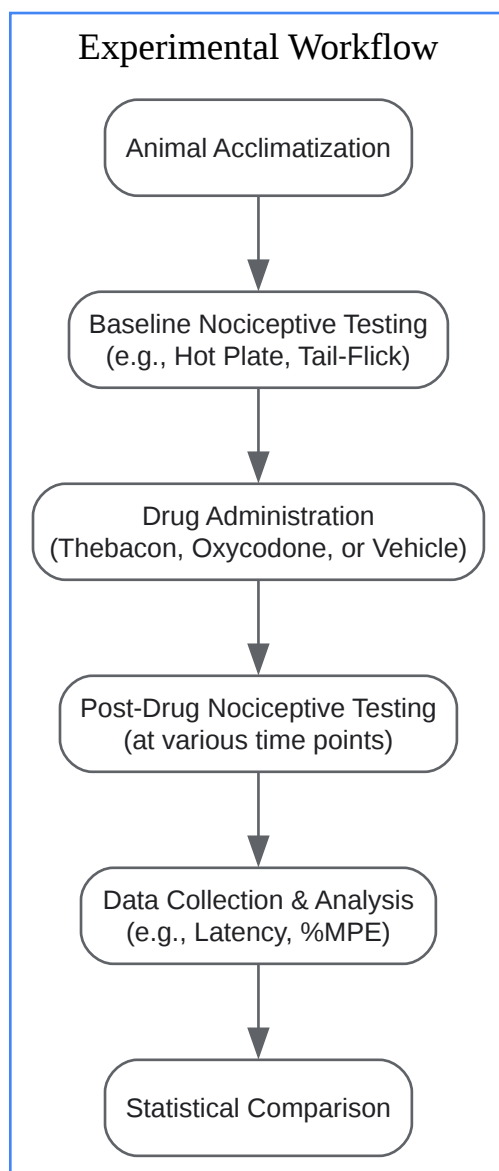 Experimental Workflow
Animal Acclimatization
Baseline Nociceptive Testing
(e.g., Hot Plate, Tail-Flick)
Drug Administration
(Thebacon, Oxycodone, or Vehicle)
Post-Drug Nociceptive Testing
(at various time points)
Data Collection & Analysis
(e.g., Latency, %MPE)
Statistical Comparison